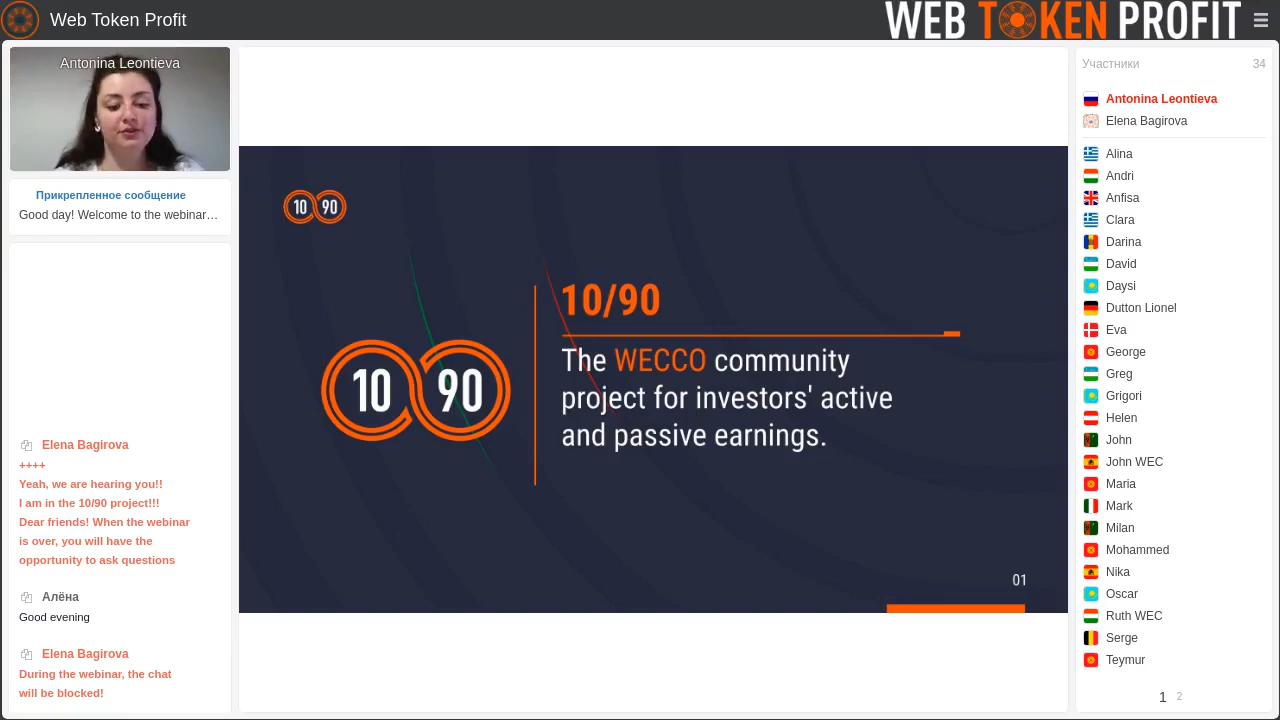 Web Token Profit
WEB TOKEN PROFIT
Antonina Leontieva
Прикрепленное сообщение
Good day! Welcome to the webinar…
Elena Bagirova
++++
Yeah, we are hearing you!!
I am in the 10/90 project!!!
Dear friends! When the webinar
is over, you will have the
opportunity to ask questions
Алёна
Good evening
Elena Bagirova
During the webinar, the chat
will be blocked!
10 90
10 90
10/90
The WECCO community
project for investors' active
and passive earnings.
01
Участники 34
Antonina Leontieva
Elena Bagirova
Alina
Andri
Anfisa
Clara
Darina
David
Daysi
Dutton Lionel
Eva
George
Greg
Grigori
Helen
John
John WEC
Maria
Mark
Milan
Mohammed
Nika
Oscar
Ruth WEC
Serge
Teymur
1 2